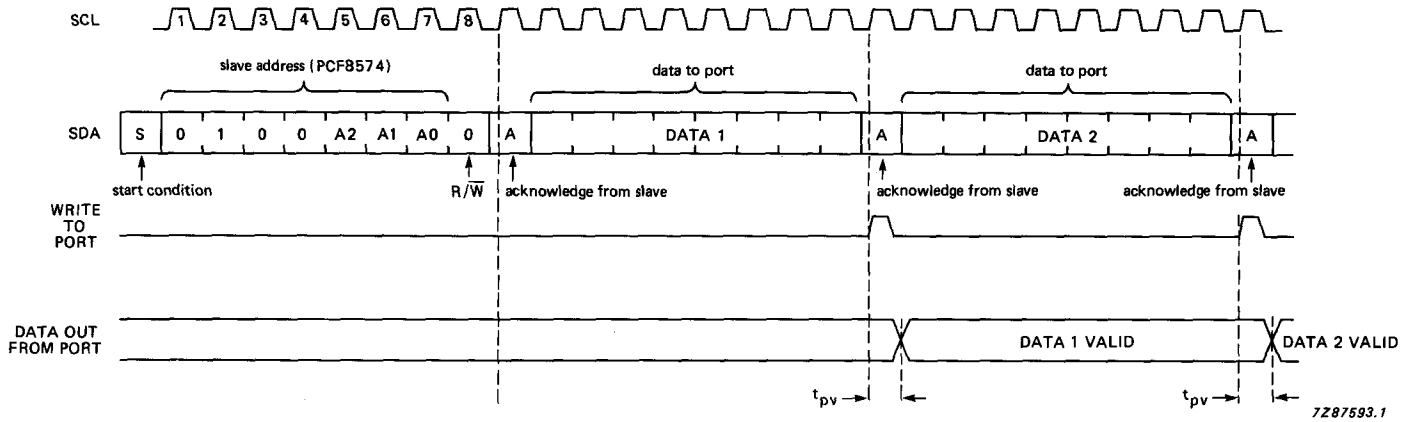 SCL 1 2 3 4 5 6 7 8
slave address (PCF8574) data to port data to port
SDA S 0 1 0 0 A2 A1 A0 0 A DATA 1 A DATA 2 A
start condition R/W̅ acknowledge from slave acknowledge from slave acknowledge from slave
WRITE
TO
PORT
DATA OUT
FROM PORT DATA 1 VALID DATA 2 VALID
tpv tpv
7Z87593.1